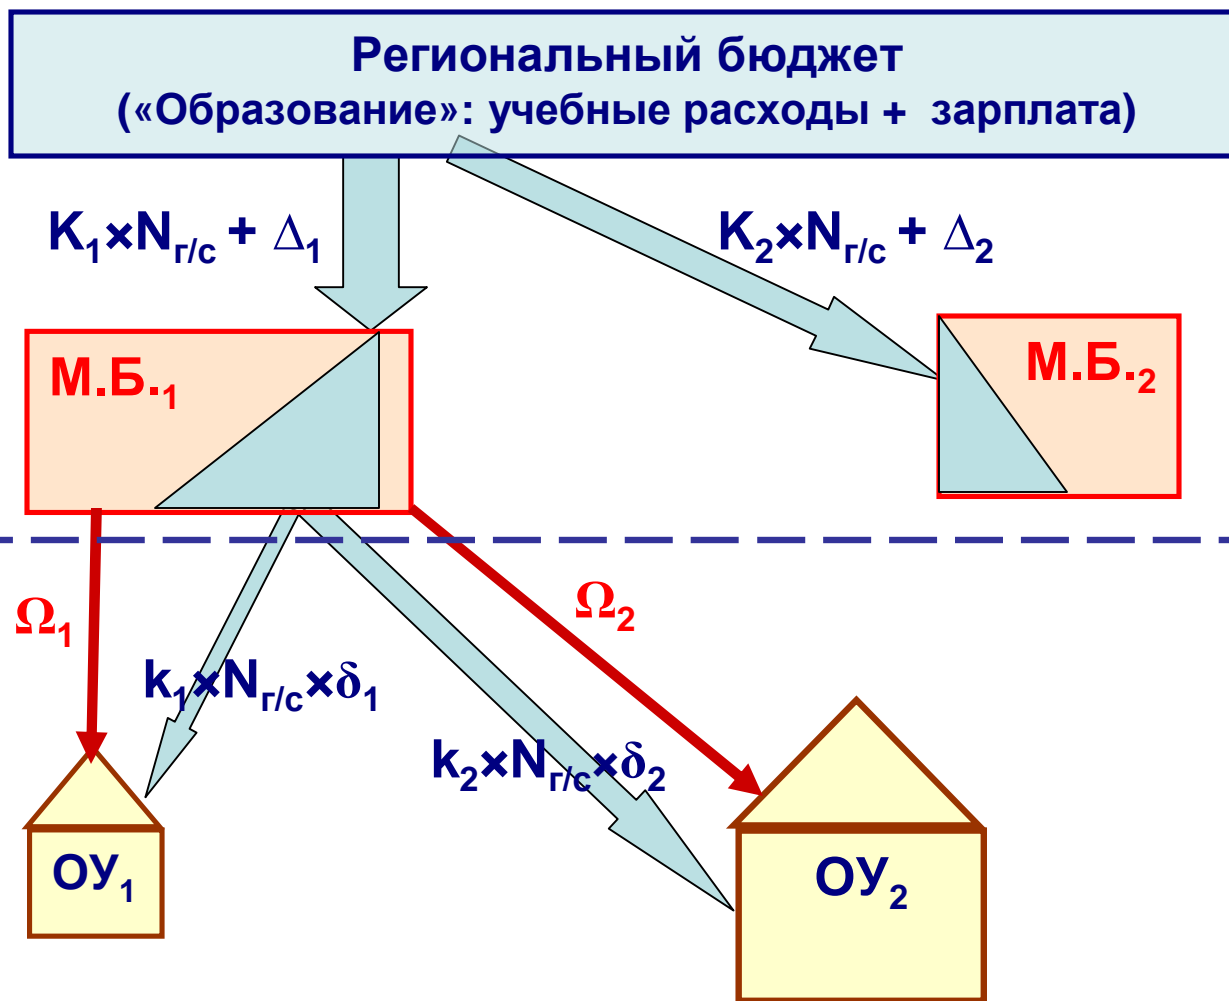 Региональный бюджет
(«Образование»: учебные расходы + зарплата)
K₁×Nг/с + Δ₁
K₂×Nг/с + Δ₂
М.Б.₁
М.Б.₂
Ω₁
Ω₂
k₁×Nг/с×δ₁
k₂×Nг/с×δ₂
ОУ₁
ОУ₂